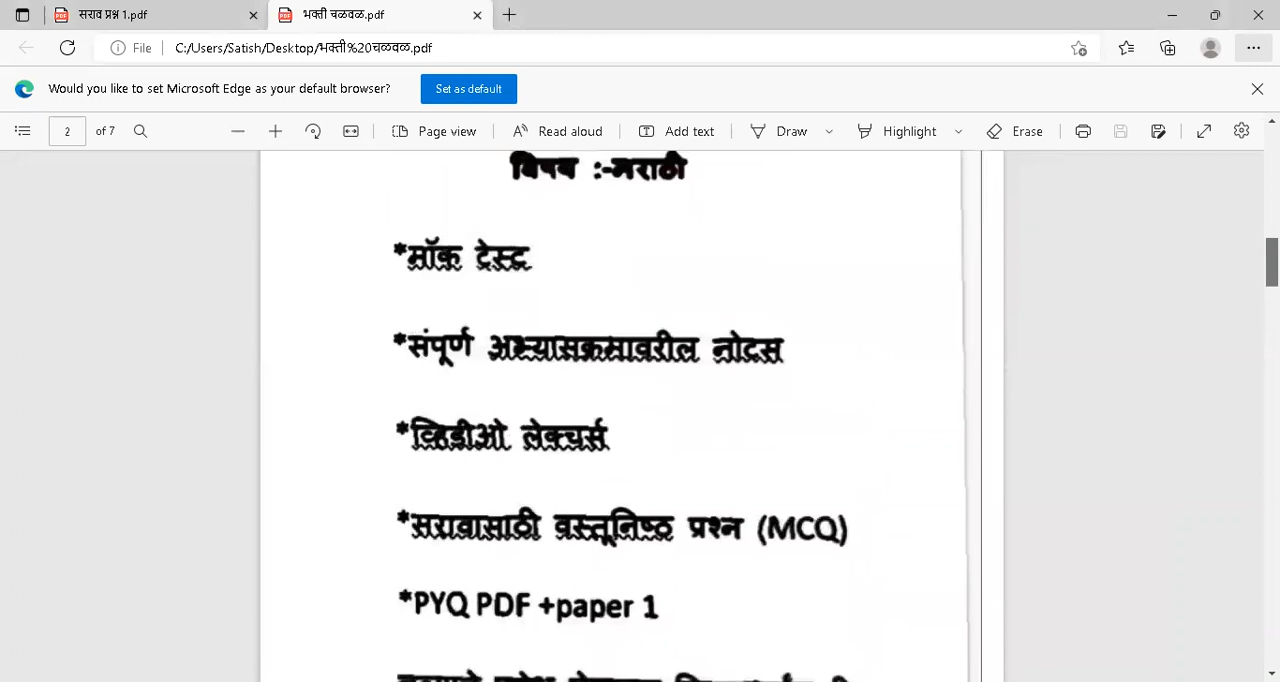 सराव प्रश्न 1.pdf
भक्ती चळवळ.pdf
File
C:/Users/Satish/Desktop/भक्ती%20चळवळ.pdf
Would you like to set Microsoft Edge as your default browser?
Set as default
2 of 7
Page view
Read aloud
Add text
Draw
Highlight
Erase
विषय :-मराठी
*मॉक ट्रेस्ट
*संपूर्ण अभ्यासक्रमावरील नोटस
*व्हिडीओ लेक्चर्स
*सरावासाठी वस्तूनिष्ठ प्रश्न (MCQ)
*PYQ PDF +paper 1